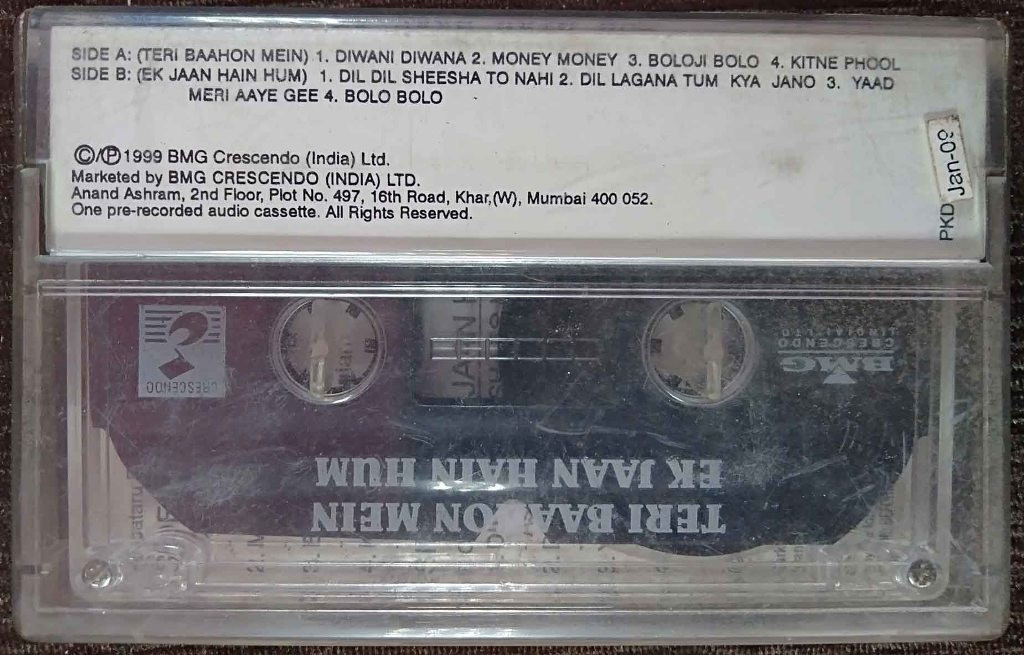 SIDE A: (TERI BAAHON MEIN) 1. DIWANI DIWANA 2. MONEY MONEY 3. BOLOJI BOLO 4. KITNE PHOOL
SIDE B: (EK JAAN HAIN HUM) 1. DIL DIL SHEESHA TO NAHI 2. DIL LAGANA TUM KYA JANO 3. YAAD
MERI AAYE GEE 4. BOLO BOLO
©/℗ 1999 BMG Crescendo (India) Ltd.
Marketed by BMG CRESCENDO (INDIA) LTD.
Anand Ashram, 2nd Floor, Plot No. 497, 16th Road, Khar,(W), Mumbai 400 052.
One pre-recorded audio cassette. All Rights Reserved.
PKD
TERI BAAHON MEIN
EK JAAN HAIN HUM
BMG
CRESCENDO
(INDIA) LTD
CRESCENDO